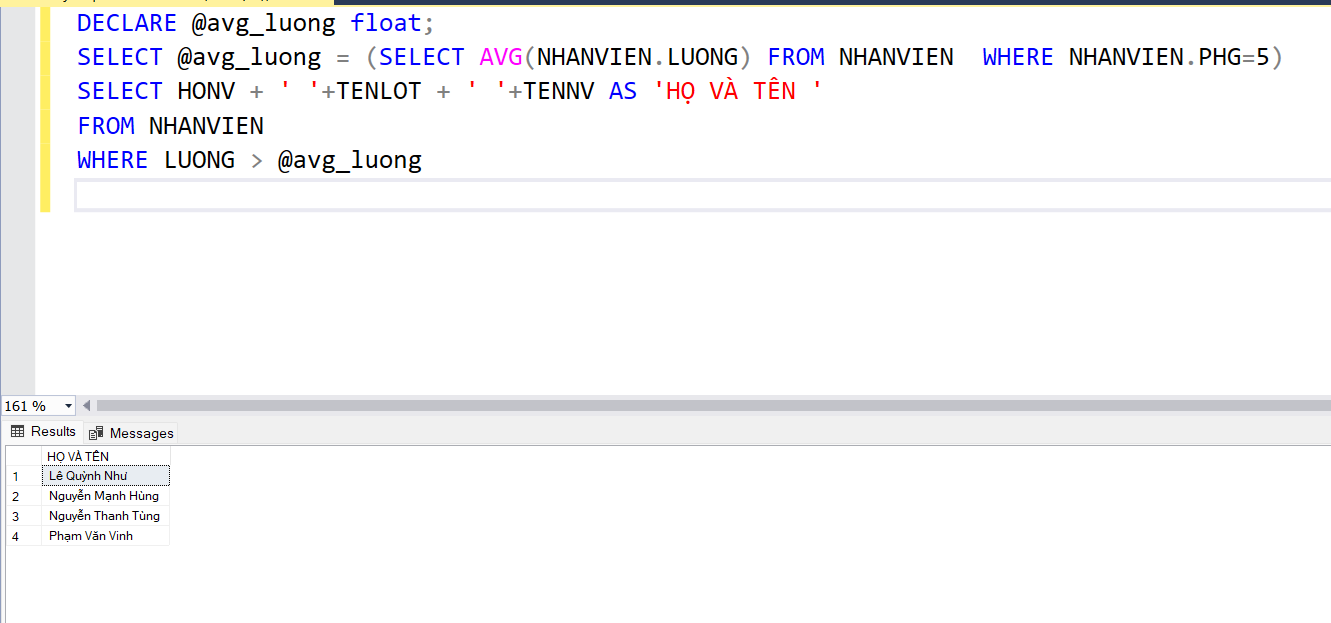 DECLARE @avg_luong float;
SELECT @avg_luong = (SELECT AVG(NHANVIEN.LUONG) FROM NHANVIEN  WHERE NHANVIEN.PHG=5)
SELECT HONV + ' '+TENLOT + ' '+TENNV AS 'HỌ VÀ TÊN '
FROM NHANVIEN
WHERE LUONG > @avg_luong
161 %
Results Messages
HỌ VÀ TÊN
1 Lê Quỳnh Như
2 Nguyễn Mạnh Hùng
3 Nguyễn Thanh Tùng
4 Phạm Văn Vinh